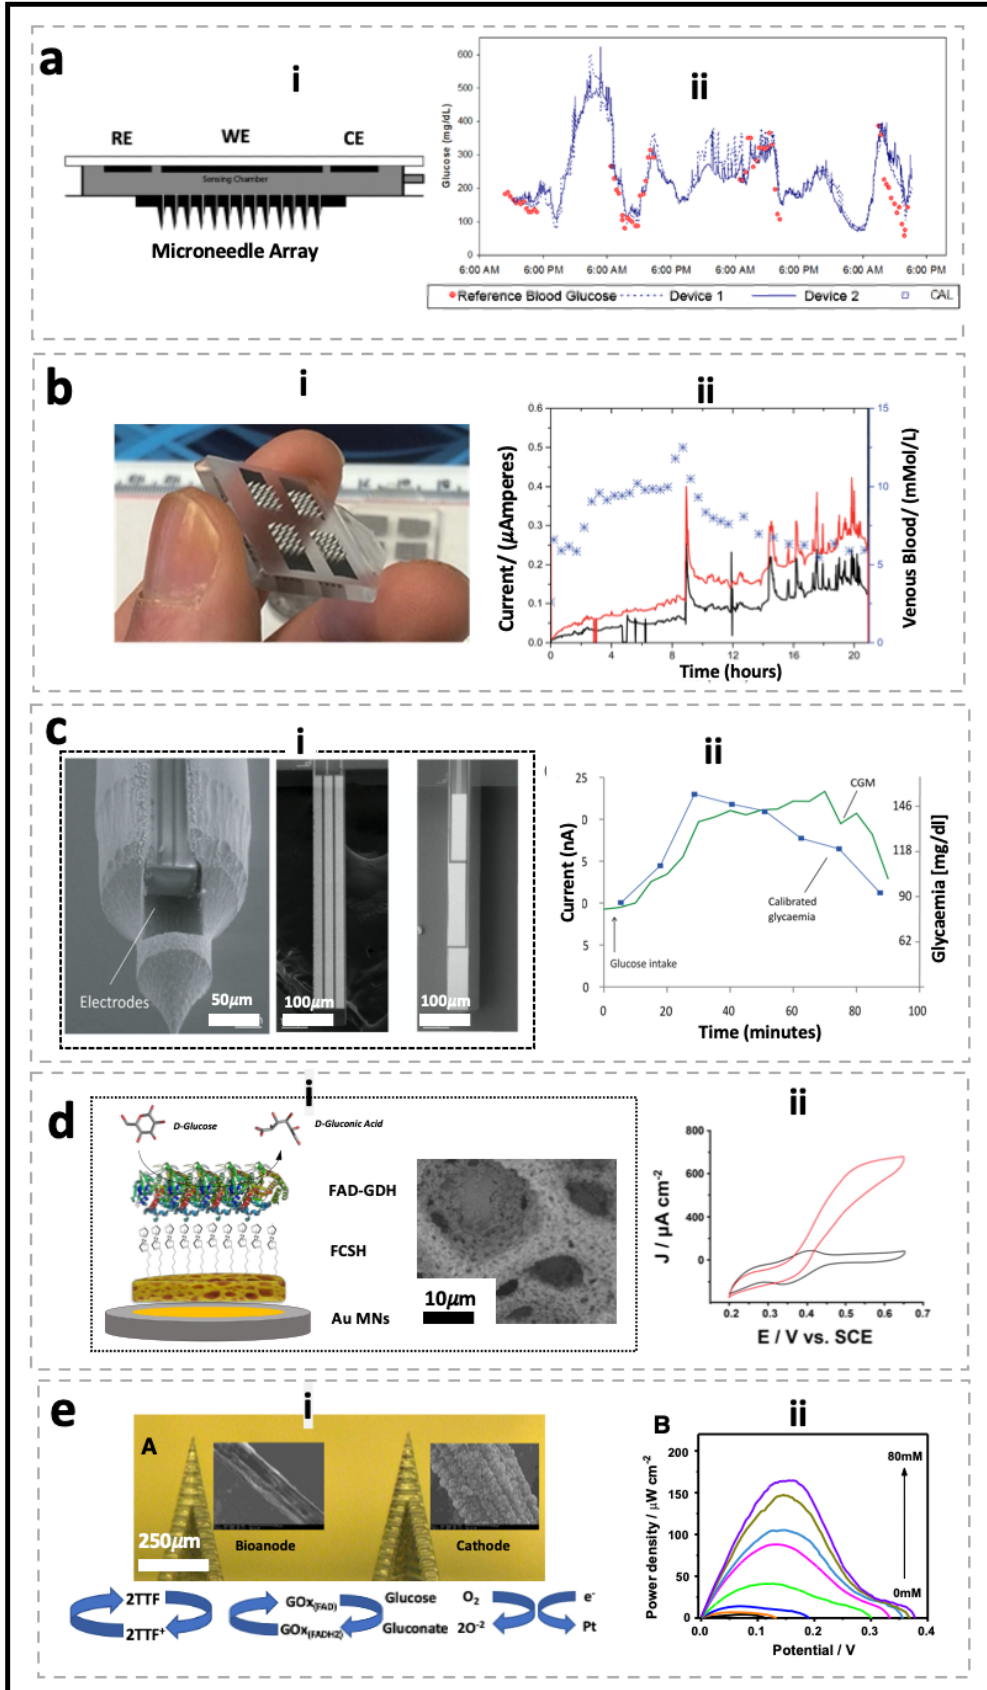 a
i
ii
RE WE CE
Sensing Chamber
Microneedle Array
Glucose (mg/dL)
600
500
400
300
200
100
0
6:00 AM 6:00 PM 6:00 AM 6:00 PM 6:00 AM 6:00 PM 6:00 AM 6:00 PM
Reference Blood Glucose Device 1 Device 2 CAL
b
i
ii
Current/ (μAmperes)
0.6
0.5
0.4
0.3
0.2
0.1
0.0
0 4 8 12 16 20
Time (hours)
15
10
5
0
Venous Blood/ (mMol/L)
c
i
ii
Electrodes
50μm
100μm
100μm
Current (nA)
25
0
5
0
5
0
0 20 40 60 80 100
Time (minutes)
CGM
Calibrated
glycaemia
Glucose intake
146
118
90
62
Glycaemia [mg/dl]
d
i
ii
D-Glucose
D-Gluconic Acid
FAD-GDH
FCSH
Au MNs
10μm
J / μA cm-2
800
600
400
0
0.2 0.3 0.4 0.5 0.6 0.7
E / V vs. SCE
e
i
ii
A
250μm
Bioanode
Cathode
2TTF
2TTF+
GOx(FAD)
GOx(FADH2)
Glucose
Gluconate
O2
2O-2
e-
Pt
B
Power density / μW cm-2
200
150
100
50
0
80mM
0mM
0.0 0.1 0.2 0.3 0.4
Potential / V